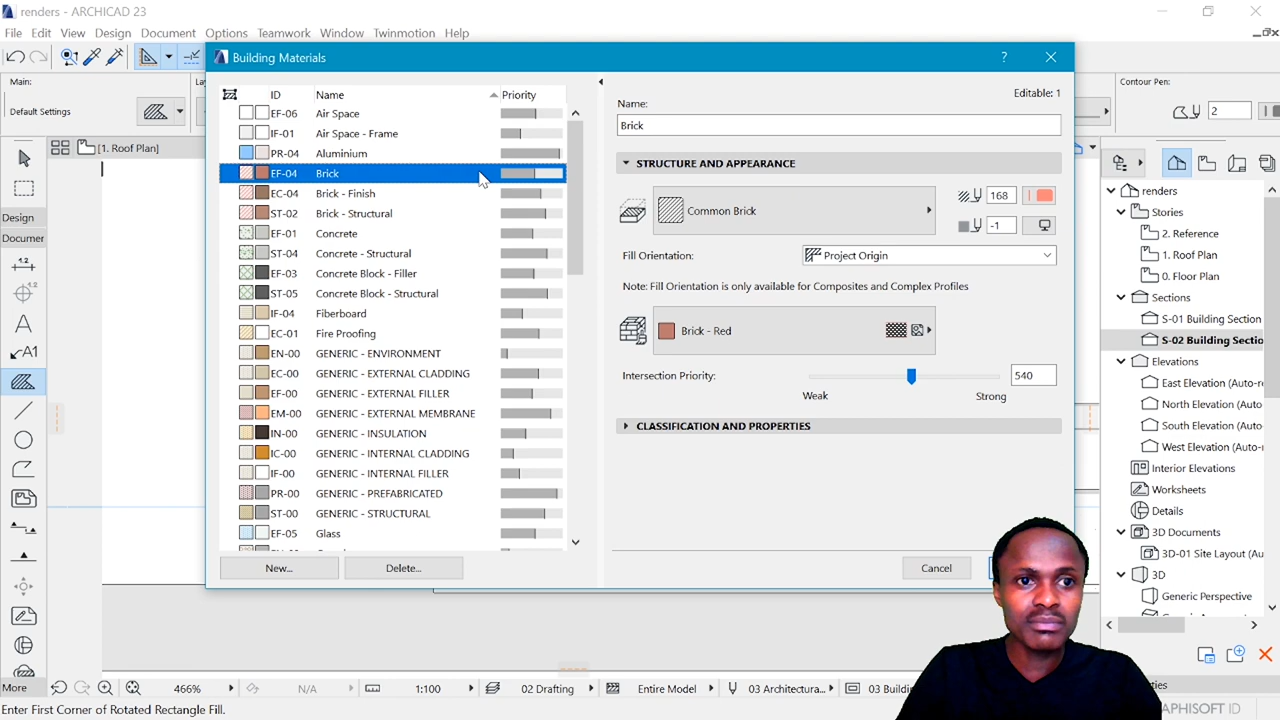 renders - ARCHICAD 23
File Edit View Design Document Options Teamwork Window Twinmotion Help
Main:
Default Settings
Contour Pen:
2
[1. Roof Plan]
Design
1.2
A
A1
More
Building Materials
?
ID Name Priority
EF-06 Air Space
IF-01 Air Space - Frame
PR-04 Aluminium
EF-04 Brick
EC-04 Brick - Finish
ST-02 Brick - Structural
EF-01 Concrete
ST-04 Concrete - Structural
EF-03 Concrete Block - Filler
ST-05 Concrete Block - Structural
IF-04 Fiberboard
EC-01 Fire Proofing
EN-00 GENERIC - ENVIRONMENT
EC-00 GENERIC - EXTERNAL CLADDING
EF-00 GENERIC - EXTERNAL FILLER
EM-00 GENERIC - EXTERNAL MEMBRANE
IN-00 GENERIC - INSULATION
IC-00 GENERIC - INTERNAL CLADDING
IF-00 GENERIC - INTERNAL FILLER
PR-00 GENERIC - PREFABRICATED
ST-00 GENERIC - STRUCTURAL
EF-05 Glass
New...
Delete...
Editable: 1
Name:
Brick
STRUCTURE AND APPEARANCE
Common Brick
168
-1
Fill Orientation:
Project Origin
Note: Fill Orientation is only available for Composites and Complex Profiles
Brick - Red
Intersection Priority:
540
Weak
Strong
CLASSIFICATION AND PROPERTIES
Cancel
renders
Stories
2. Reference
1. Roof Plan
0. Floor Plan
Sections
S-01 Building Section
S-02 Building Sectio
Elevations
East Elevation (Auto-r
North Elevation (Auto
South Elevation (Auto
West Elevation (Auto-
Interior Elevations
Worksheets
Details
3D Documents
3D-01 Site Layout (Au
3D
Generic Perspective
466%
N/A
1:100
02 Drafting
Entire Model
03 Architectura...
03 Buildin
Enter First Corner of Rotated Rectangle Fill.